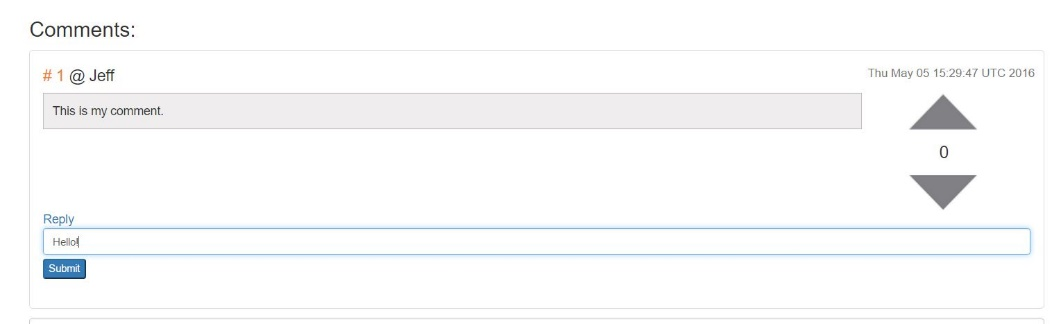 Comments:
# 1 @ Jeff
Thu May 05 15:29:47 UTC 2016
This is my comment.
0
Reply
Hello!
Submit